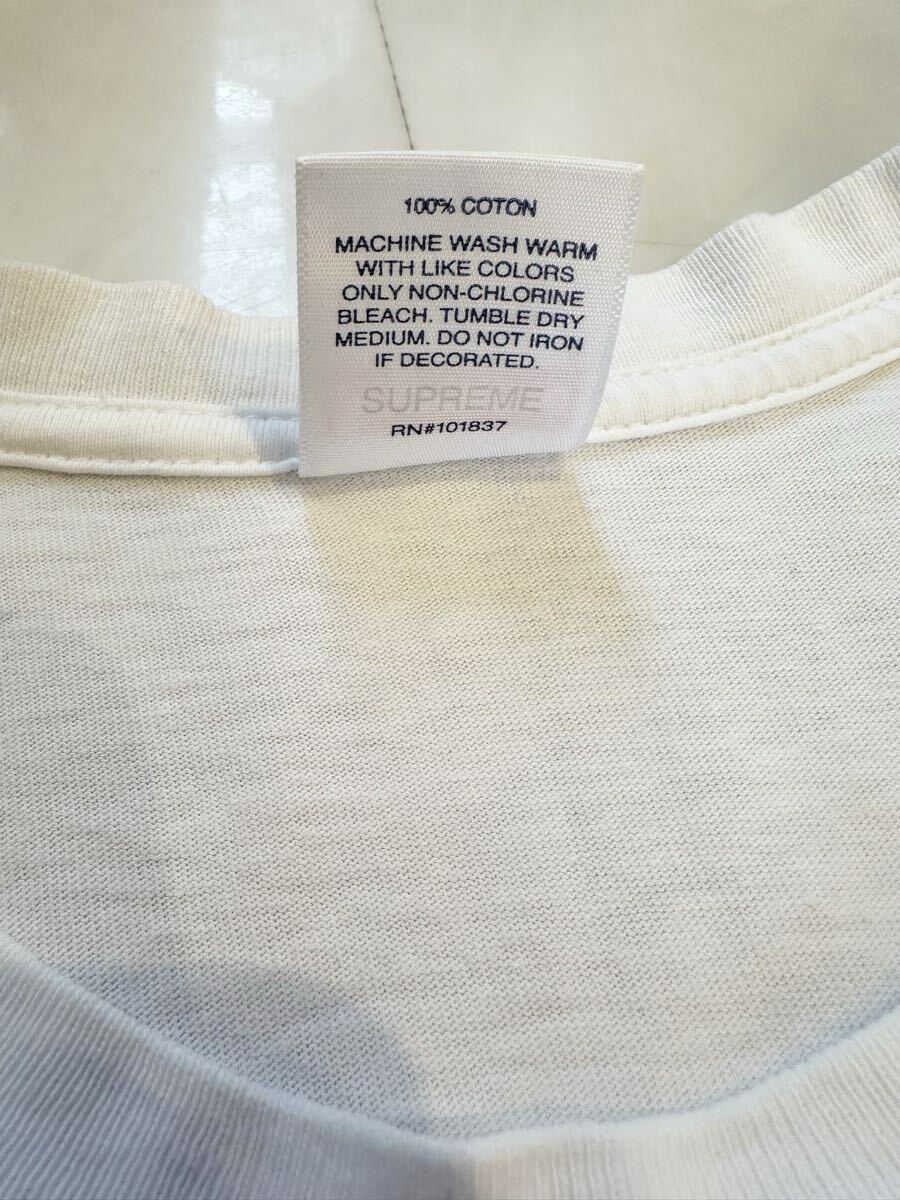 100% COTON
MACHINE WASH WARM
WITH LIKE COLORS
ONLY NON-CHLORINE
BLEACH. TUMBLE DRY
MEDIUM. DO NOT IRON
IF DECORATED.
SUPREME
RN#101837